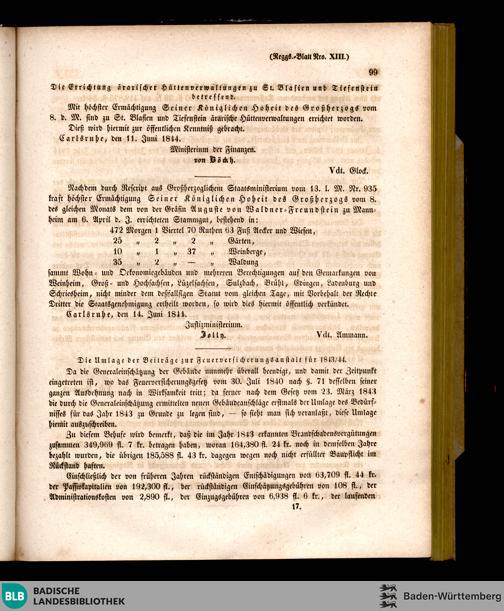 (Reggs.-Blatt Nro. XIII.)
99
Die Errichtung ärarischer Hüttenverwaltungen zu St. Blasien und Tiefenstein
betreffend.
Mit höchster Ermächtigung Seiner Königlichen Hoheit des Großherzogs vom
8. d. M. sind zu St. Blasien und Tiefenstein ärarische Hüttenverwaltungen errichtet worden.
Dieß wird hiermit zur öffentlichen Kenntniß gebracht.
Carlsruhe, den 11. Juni 1844.
Ministerium der Finanzen.
von Böckh.
Vdt. Glock.
Nachdem durch Rescript aus Großherzoglichem Staatsministerium vom 13. l. M. Nr. 935
kraft höchster Ermächtigung Seiner Königlichen Hoheit des Großherzogs vom 8.
des gleichen Monats dem von der Gräfin Auguste von Waldner-Freundstein zu Mann-
heim am 6. April d. J. errichteten Stammgut, bestehend in:
472 Morgen 1 Viertel 70 Ruthen 63 Fuß Aecker und Wiesen,
25 „ 2 „ 2 „ Gärten,
10 „ 1 „ 37 „ Weinberge,
35 „ 2 „ — „ Waldung
sammt Wohn- und Oekonomiegebäuden und mehreren Berechtigungen auf den Gemarkungen von
Weinheim, Groß- und Hochsachsen, Lützelsachsen, Sulzbach, Brühl, Edingen, Ladenburg und
Schriesheim, nicht minder dem deßfallsigen Statut vom gleichen Tage, mit Vorbehalt der Rechte
Dritter die Staatsgenehmigung ertheilt worden, so wird dies hiermit öffentlich verkündet.
Carlsruhe, den 14. Juni 1844.
Justizministerium.
Jolly.
Vdt. Ammann.
Die Umlage der Beiträge zur Feuerversicherungsanstalt für 1843/44.
Da die Generaleinschätzung der Gebäude nunmehr überall beendigt, und damit der Zeitpunkt
eingetreten ist, wo das Feuerversicherungsgesetz vom 30. Juli 1840 nach §. 71 desselben seiner
ganzen Ausdehnung nach in Wirksamkeit tritt; da ferner nach dem Gesetz vom 23. März 1843
die durch die Generaleinschätzung ermittelten neuen Gebäudeanschläge erstmals der Umlage des Bedürf-
nisses für das Jahr 1843 zu Grunde zu legen sind, — so sieht man sich veranlaßt, diese Umlage
hiemit auszuschreiben.
Zu diesem Behufe wird bemerkt, daß die im Jahr 1843 erkannten Brandschadensvergütungen
zusammen 349,969 fl. 7 kr. betragen haben, woran 164,380 fl. 24 kr. noch in demselben Jahre
bezahlt wurden, die übrigen 185,588 fl. 43 kr. dagegen wegen noch nicht erfüllter Baupflicht im
Rückstand haften.
Einschließlich der von früheren Jahren rückständigen Entschädigungen von 63,709 fl. 44 kr.
der Passivkapitalien von 192,300 fl., der rückständigen Einschätzungsgebühren von 108 fl., der
Administrationskosten von 2,890 fl., der Einzugsgebühren von 6,938 fl. 6 kr., der laufenden
17.
BLB BADISCHE
LANDESBIBLIOTHEK
Baden-Württemberg